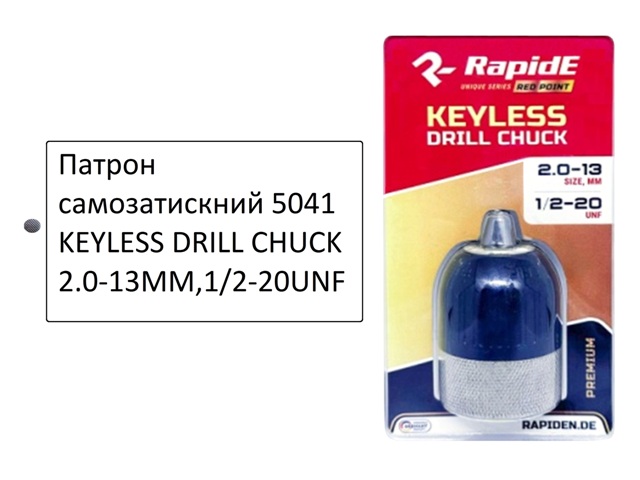 Патрон
самозатискний 5041
KEYLESS DRILL CHUCK
2.0-13MM,1/2-20UNF
RapidE
UNIQUE SERIES RED POINT
KEYLESS
DRILL CHUCK
2.0-13
SIZE, MM
1/2-20
UNF
PREMIUM
RAPIDEN.DE